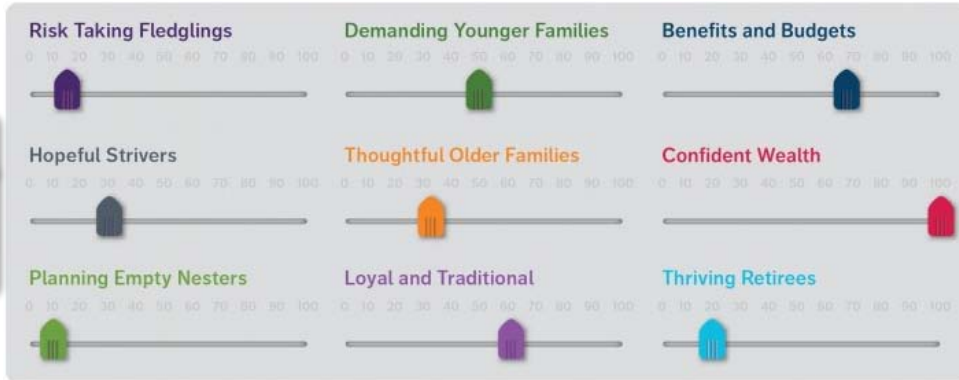 Risk Taking Fledglings
0 10 20 30 40 50 60 70 80 90 100
Demanding Younger Families
0 10 20 30 40 50 60 70 80 90 100
Benefits and Budgets
0 10 20 30 40 50 60 70 80 90 100
Hopeful Strivers
0 10 20 30 40 50 60 70 80 90 100
Thoughtful Older Families
0 10 20 30 40 50 60 70 80 90 100
Confident Wealth
0 10 20 30 40 50 60 70 80 90 100
Planning Empty Nesters
0 10 20 30 40 50 60 70 80 90 100
Loyal and Traditional
0 10 20 30 40 50 60 70 80 90 100
Thriving Retirees
0 10 20 30 40 50 60 70 80 90 100